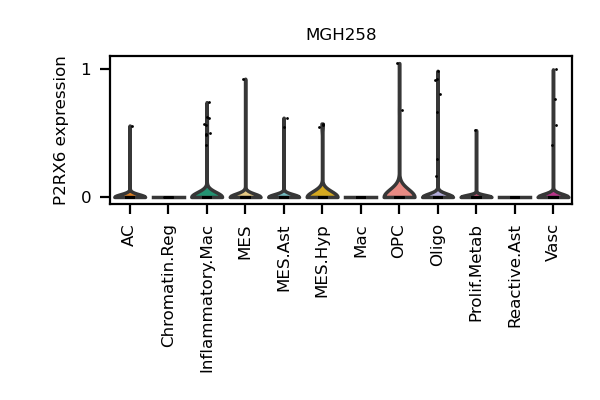 MGH258
P2RX6 expression
1
0
AC
Chromatin.Reg
Inflammatory.Mac
MES
MES.Ast
MES.Hyp
Mac
OPC
Oligo
Prolif.Metab
Reactive.Ast
Vasc